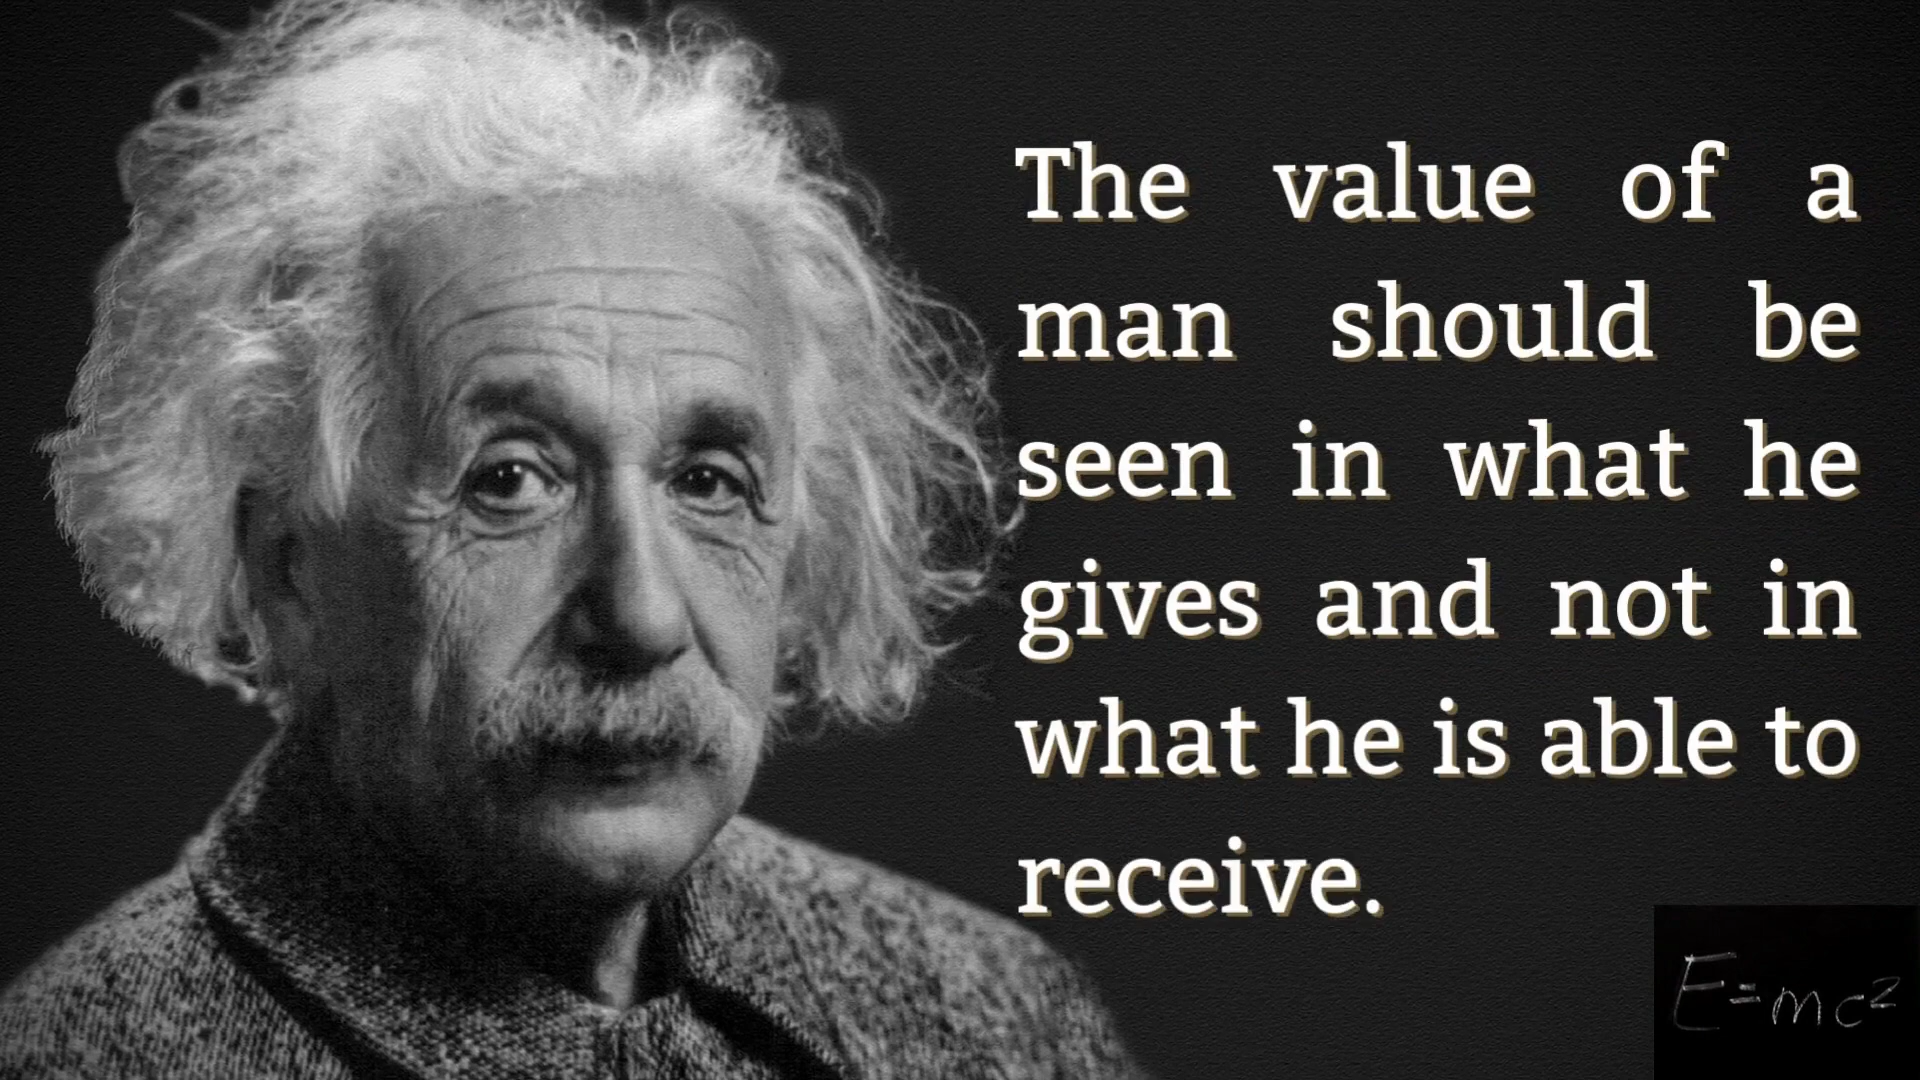 The value of a
man should be
seen in what he
gives and not in
what he is able to
receive.
E=mc²